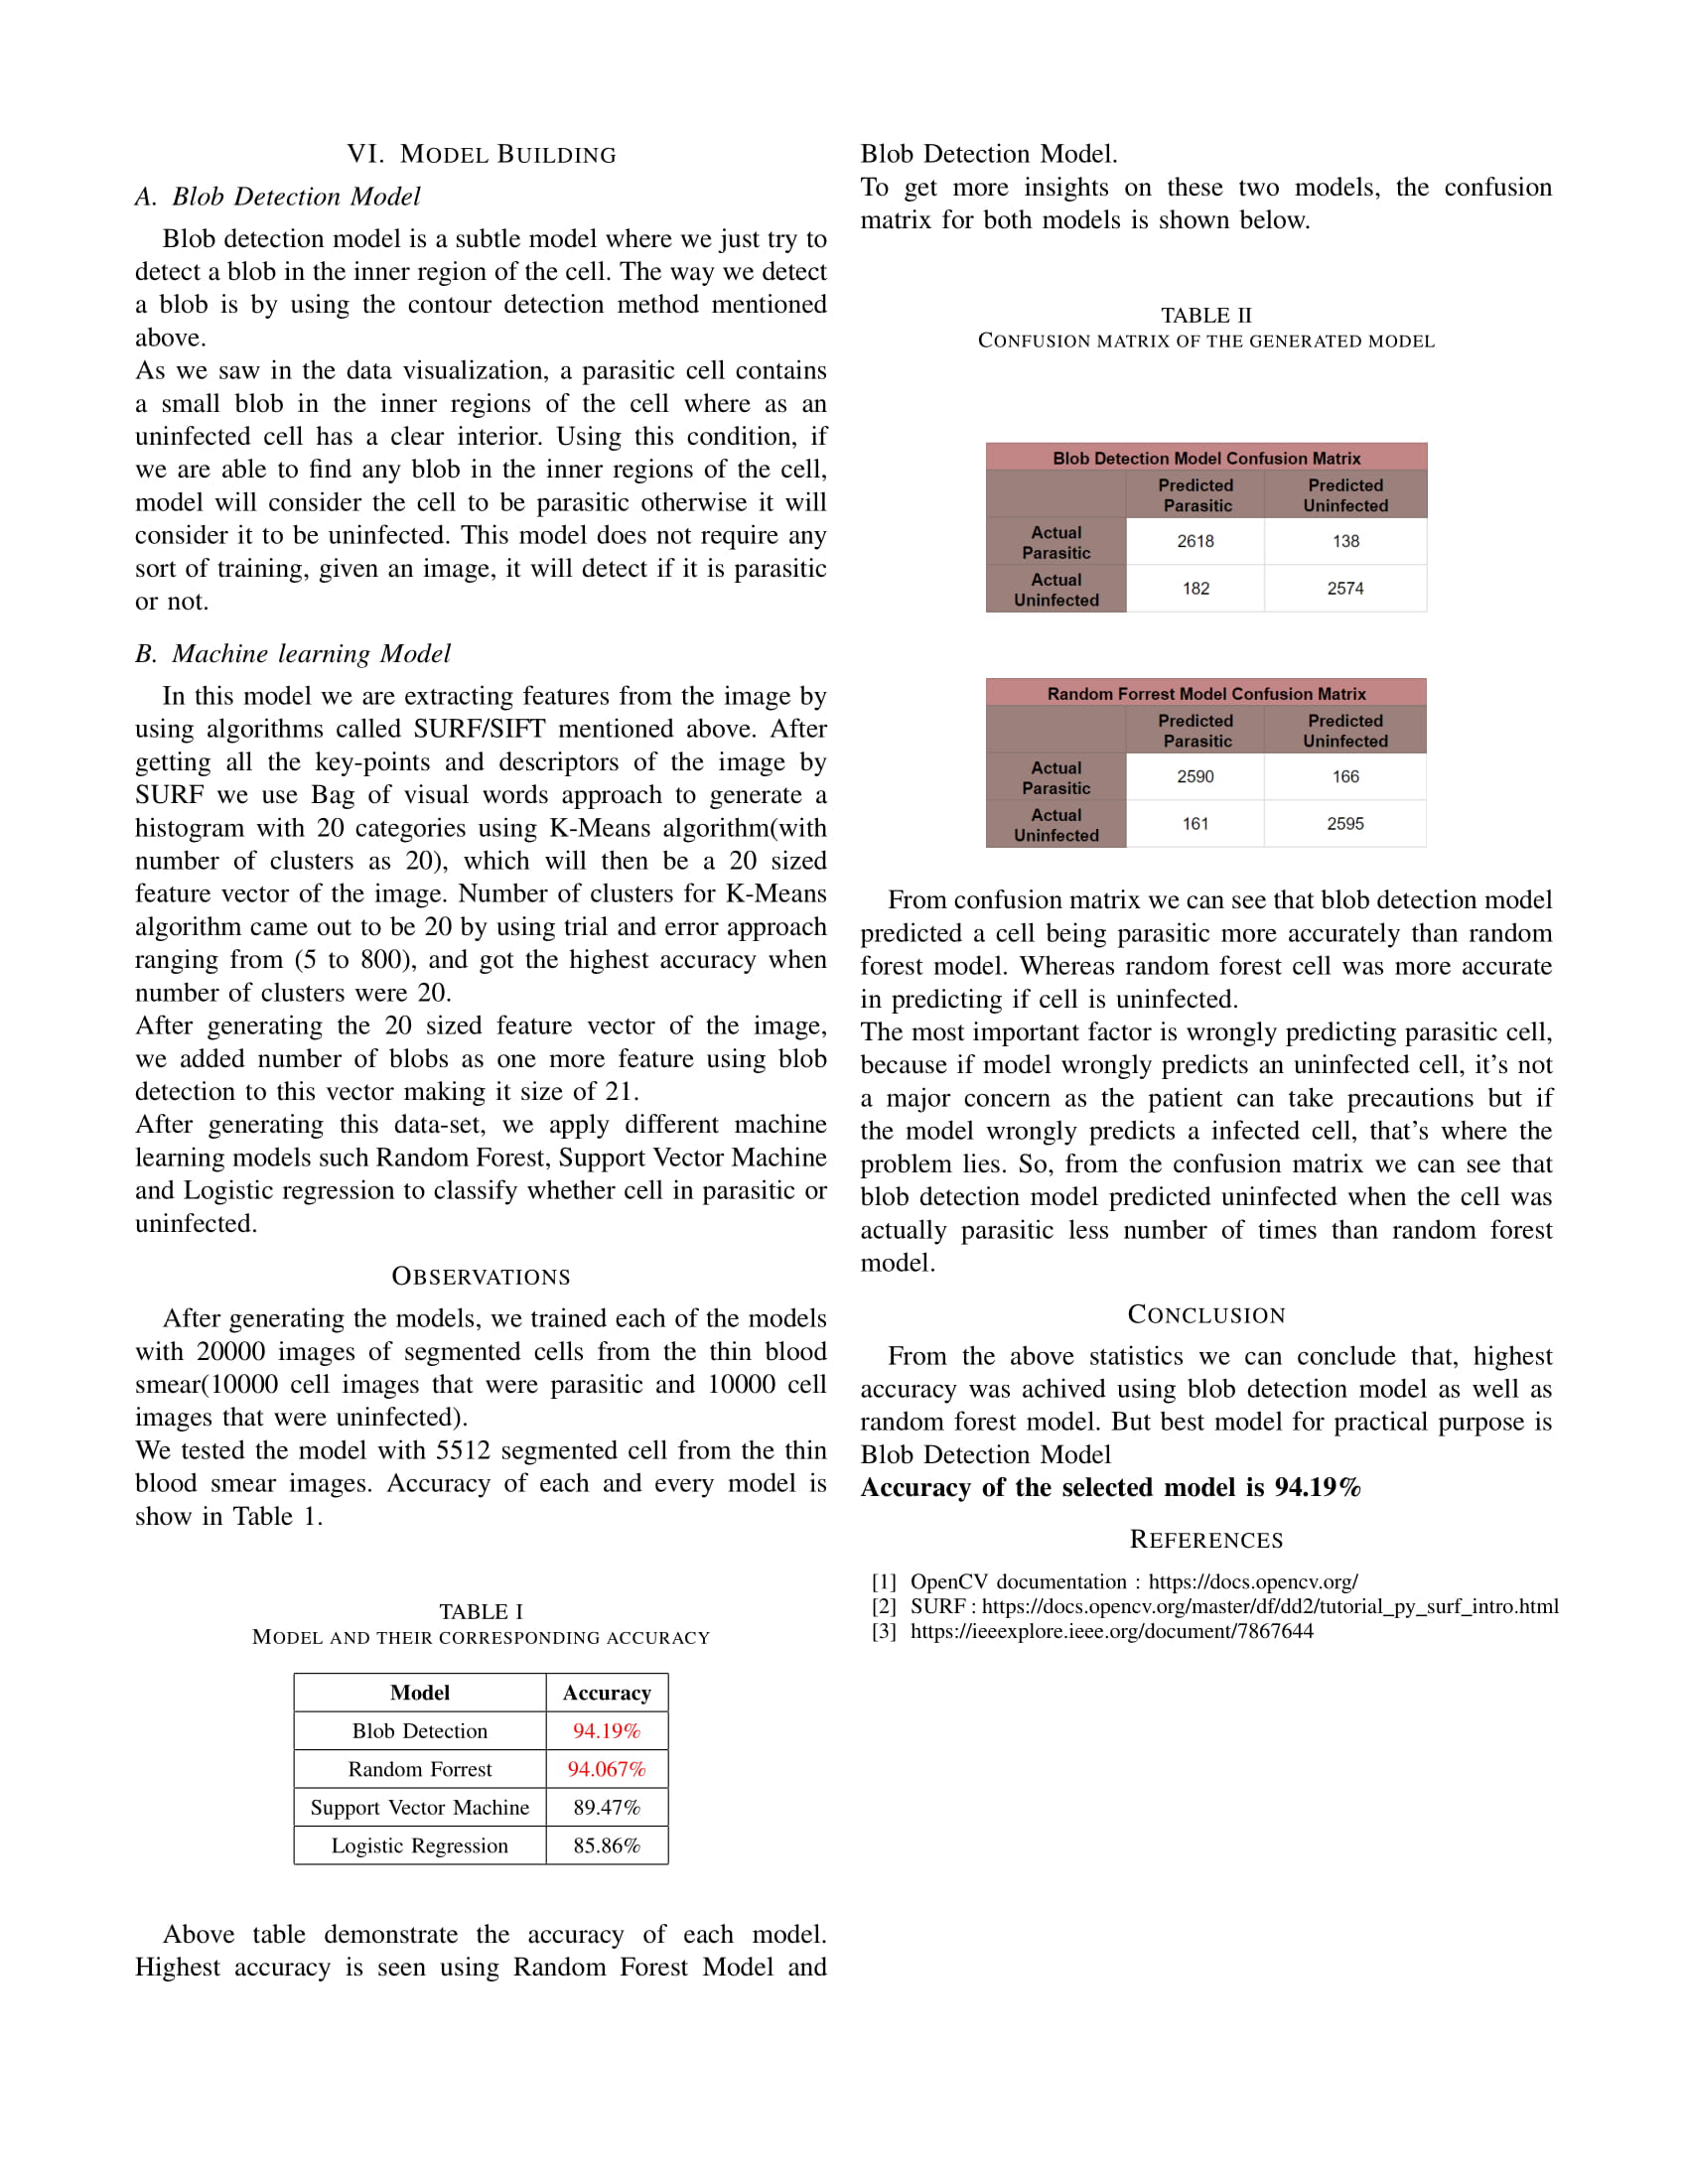 VI. MODEL BUILDING
A. Blob Detection Model
Blob detection model is a subtle model where we just try to
detect a blob in the inner region of the cell. The way we detect
a blob is by using the contour detection method mentioned
above.
As we saw in the data visualization, a parasitic cell contains
a small blob in the inner regions of the cell where as an
uninfected cell has a clear interior. Using this condition, if
we are able to find any blob in the inner regions of the cell,
model will consider the cell to be parasitic otherwise it will
consider it to be uninfected. This model does not require any
sort of training, given an image, it will detect if it is parasitic
or not.
B. Machine learning Model
In this model we are extracting features from the image by
using algorithms called SURF/SIFT mentioned above. After
getting all the key-points and descriptors of the image by
SURF we use Bag of visual words approach to generate a
histogram with 20 categories using K-Means algorithm(with
number of clusters as 20), which will then be a 20 sized
feature vector of the image. Number of clusters for K-Means
algorithm came out to be 20 by using trial and error approach
ranging from (5 to 800), and got the highest accuracy when
number of clusters were 20.
After generating the 20 sized feature vector of the image,
we added number of blobs as one more feature using blob
detection to this vector making it size of 21.
After generating this data-set, we apply different machine
learning models such Random Forest, Support Vector Machine
and Logistic regression to classify whether cell in parasitic or
uninfected.
OBSERVATIONS
After generating the models, we trained each of the models
with 20000 images of segmented cells from the thin blood
smear(10000 cell images that were parasitic and 10000 cell
images that were uninfected).
We tested the model with 5512 segmented cell from the thin
blood smear images. Accuracy of each and every model is
show in Table 1.
TABLE I
MODEL AND THEIR CORRESPONDING ACCURACY
Model Accuracy
Blob Detection 94.19%
Random Forrest 94.067%
Support Vector Machine 89.47%
Logistic Regression 85.86%
Above table demonstrate the accuracy of each model.
Highest accuracy is seen using Random Forest Model and
Blob Detection Model.
To get more insights on these two models, the confusion
matrix for both models is shown below.
TABLE II
CONFUSION MATRIX OF THE GENERATED MODEL
Blob Detection Model Confusion Matrix
Predicted Predicted
Parasitic Uninfected
Actual
Parasitic 2618 138
Actual
Uninfected 182 2574
Random Forrest Model Confusion Matrix
Predicted Predicted
Parasitic Uninfected
Actual
Parasitic 2590 166
Actual
Uninfected 161 2595
From confusion matrix we can see that blob detection model
predicted a cell being parasitic more accurately than random
forest model. Whereas random forest cell was more accurate
in predicting if cell is uninfected.
The most important factor is wrongly predicting parasitic cell,
because if model wrongly predicts an uninfected cell, it's not
a major concern as the patient can take precautions but if
the model wrongly predicts a infected cell, that's where the
problem lies. So, from the confusion matrix we can see that
blob detection model predicted uninfected when the cell was
actually parasitic less number of times than random forest
model.
CONCLUSION
From the above statistics we can conclude that, highest
accuracy was achived using blob detection model as well as
random forest model. But best model for practical purpose is
Blob Detection Model
Accuracy of the selected model is 94.19%
REFERENCES
[1] OpenCV documentation : https://docs.opencv.org/
[2] SURF : https://docs.opencv.org/master/df/dd2/tutorial_py_surf_intro.html
[3] https://ieeexplore.ieee.org/document/7867644